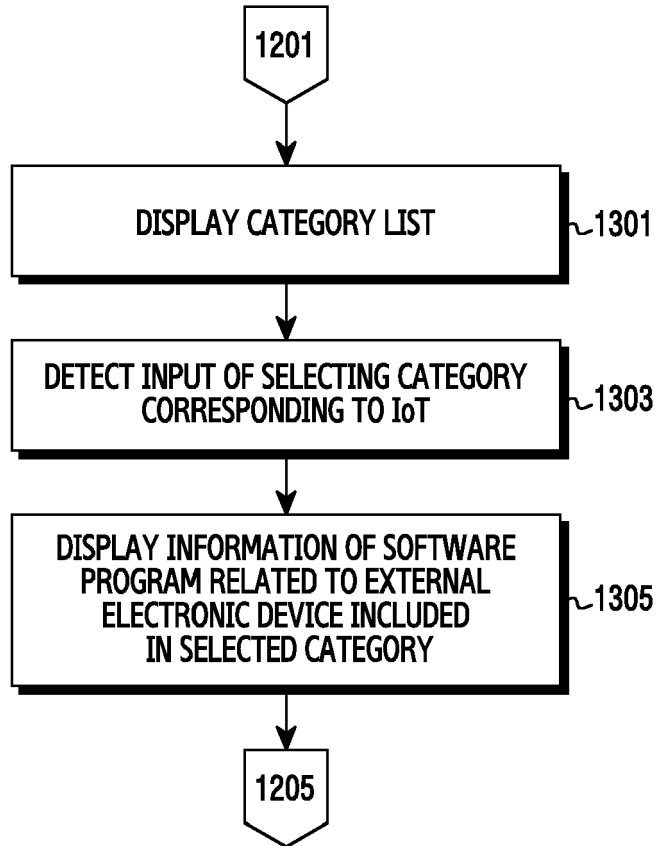 1201
DISPLAY CATEGORY LIST
1301
DETECT INPUT OF SELECTING CATEGORY
CORRESPONDING TO IoT
1303
DISPLAY INFORMATION OF SOFTWARE
PROGRAM RELATED TO EXTERNAL
ELECTRONIC DEVICE INCLUDED
IN SELECTED CATEGORY
1305
1205